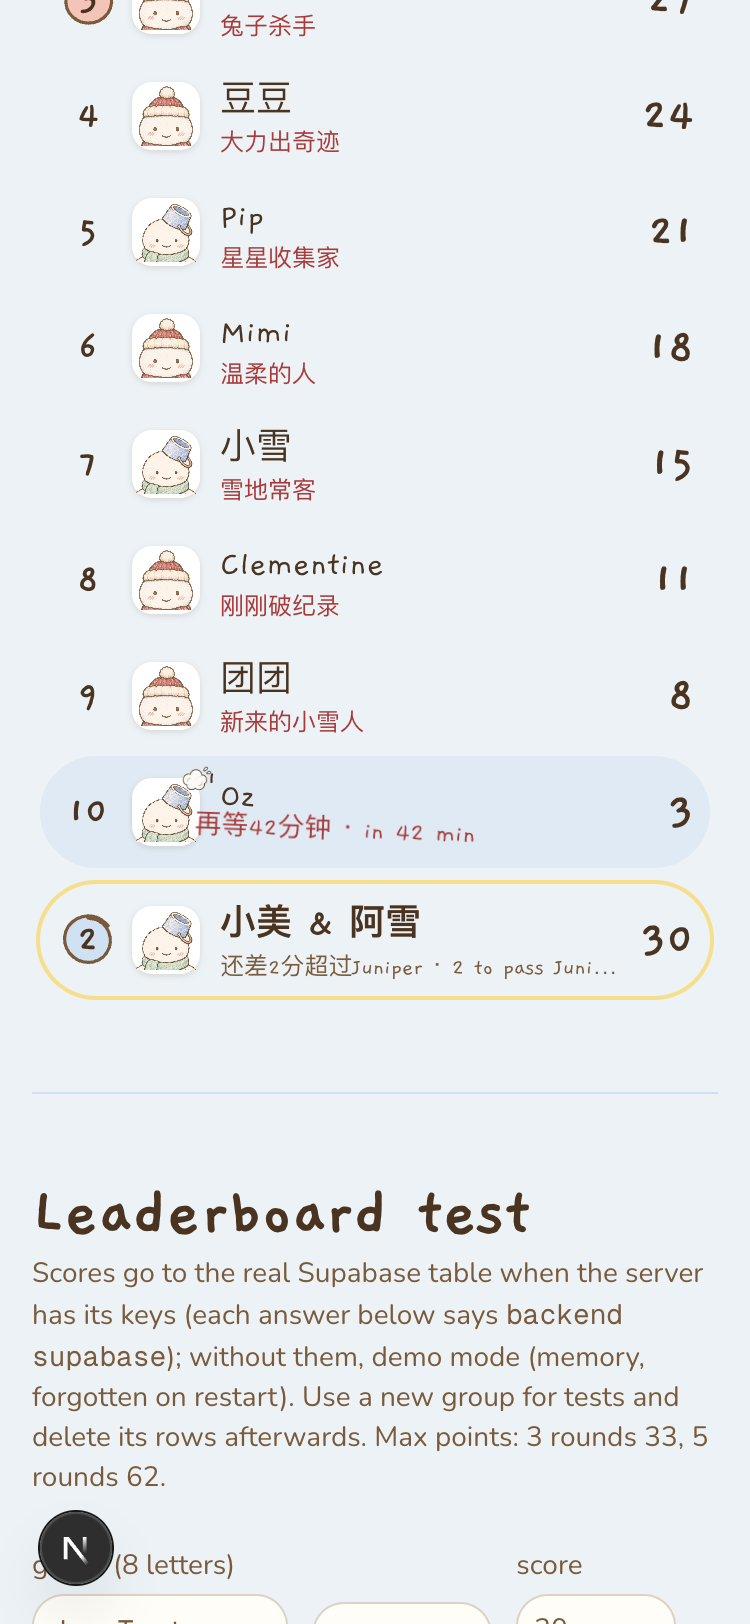 3
27
兔子杀手
4
豆豆
24
大力出奇迹
5
Pip
21
星星收集家
6
Mimi
18
温柔的人
7
小雪
15
雪地常客
8
Clementine
11
刚刚破纪录
9
团团
8
新来的小雪人
10
Oz
3
再等42分钟 · in 42 min
2
小美 & 阿雪
30
还差2分超过Juniper · 2 to pass Juni...
Leaderboard test
Scores go to the real Supabase table when the server
has its keys (each answer below says backend
supabase); without them, demo mode (memory,
forgotten on restart). Use a new group for tests and
delete its rows afterwards. Max points: 3 rounds 33, 5
rounds 62.
N
(8 letters)
score